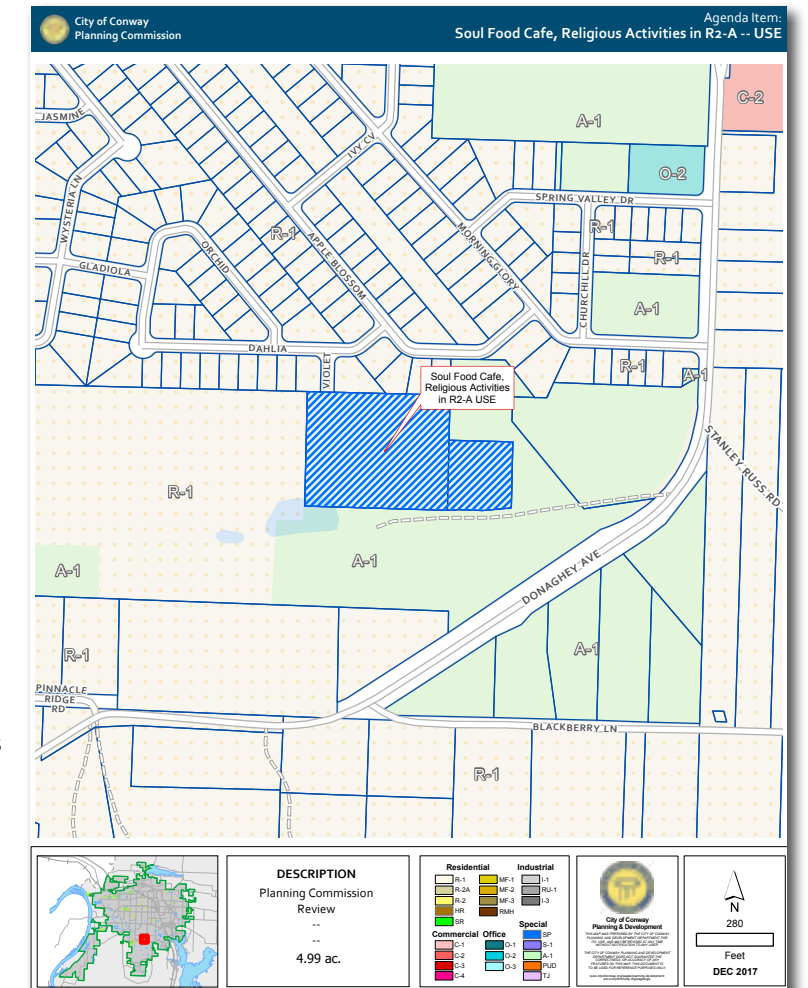 City of Conway
Planning Commission
Agenda Item:
Soul Food Cafe, Religious Activities in R2-A -- USE
JASMINE
IVY CV
WYSTERIA LN
GLADIOLA
ORCHID
R-1
APPLE BLOSSOM
MORNING GLORY
DAHLIA
VIOLET
A-1
C-2
O-2
SPRING VALLEY DR
R-1
R-1
CHURCHILL DR
A-1
R-1
A-1
Soul Food Cafe,
Religious Activities
in R2-A USE
STANLEY RUSS RD
R-1
A-1
A-1
DONAGHEY AVE
A-1
R-1
PINNACLE
RIDGE
RD
BLACKBERRY LN
R-1
s
DESCRIPTION
Planning Commission
Review
--
--
4.99 ac.
Residential
R-1
R-2A
R-2
HR
SR
MF-1
MF-2
MF-3
RMH
Industrial
I-1
RU-1
I-3
Commercial
C-1
C-2
C-3
C-4
Office
O-1
O-2
O-3
Special
SP
S-1
A-1
PUD
TJ
City of Conway
Planning & Development
N
280
Feet
DEC 2017